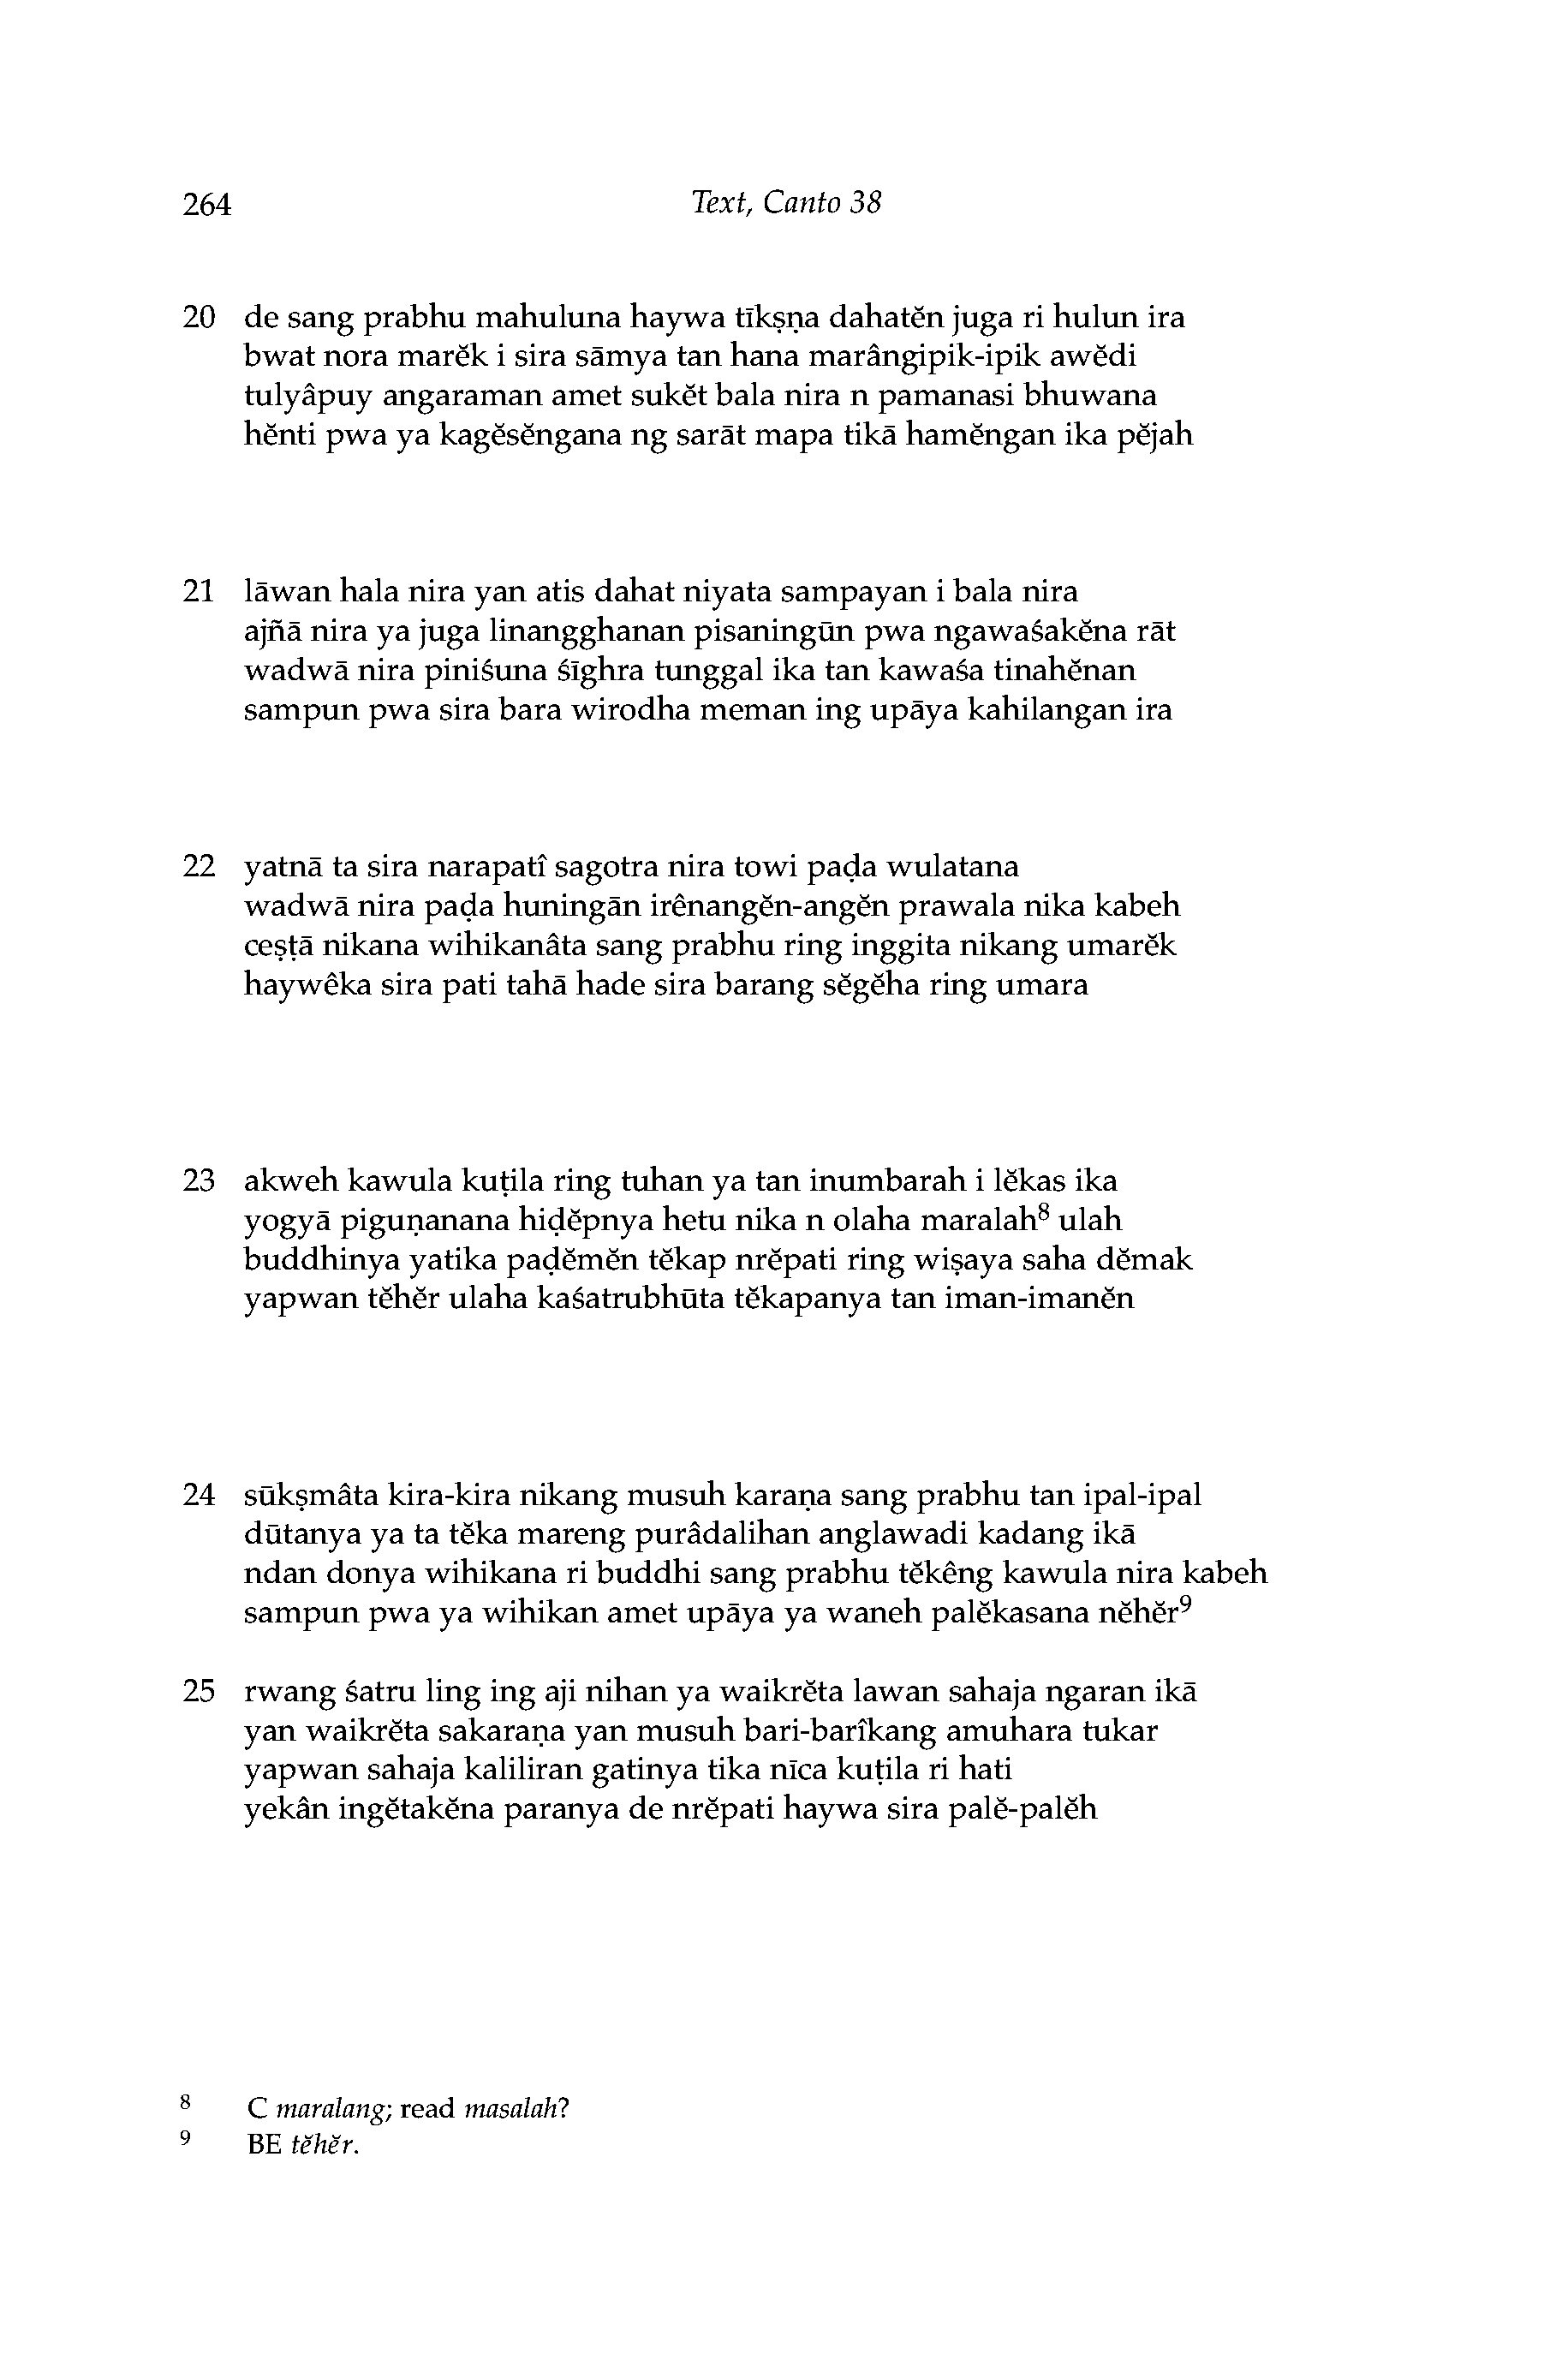 264 Text, Canto 38
20 de sang prabhu mahuluna haywa tīkṣṇa dahatĕn juga ri hulun ira
bwat nora marĕk i sira sāmya tan hana marângipik-ipik awĕdi
tulyâpuy angaraman amet sukĕt bala nira n pamanasi bhuwana
hĕnti pwa ya kagĕsĕngana ng sarāt mapa tikā hamĕngan ika pĕjah
21 lāwan hala nira yan atis dahat niyata sampayan i bala nira
ajñā nira ya juga linangghanan pisaningūn pwa ngawaśakĕna rāt
wadwā nira piniśuna śīghra tunggal ika tan kawaśa tinahĕnan
sampun pwa sira bara wirodha meman ing upāya kahilangan ira
22 yatnā ta sira narapatî sagotra nira towi paḍa wulatana
wadwā nira paḍa huningān irênangĕn-angĕn prawala nika kabeh
ceṣṭā nikana wihikanâta sang prabhu ring inggita nikang umarĕk
haywêka sira pati tahā hade sira barang sĕgĕha ring umara
23 akweh kawula kuṭila ring tuhan ya tan inumbarah i lĕkas ika
yogyā piguṇanana hiḍĕpnya hetu nika n olaha maralah⁸ ulah
buddhinya yatika paḍĕmĕn tĕkap nrĕpati ring wiṣaya saha dĕmak
yapwan tĕhĕr ulaha kaśatrubhūta tĕkapanya tan iman-imanĕn
24 sūkṣmâta kira-kira nikang musuh karaṇa sang prabhu tan ipal-ipal
dūtanya ya ta tĕka mareng purâdalihan anglawadi kadang ikā
ndan donya wihikana ri buddhi sang prabhu tĕkêng kawula nira kabeh
sampun pwa ya wihikan amet upāya ya waneh palĕkasana nĕhĕr⁹
25 rwang śatru ling ing aji nihan ya waikrĕta lawan sahaja ngaran ikā
yan waikrĕta sakaraṇa yan musuh bari-barîkang amuhara tukar
yapwan sahaja kaliliran gatinya tika nīca kuṭila ri hati
yekân ingĕtakĕna paranya de nrĕpati haywa sira palĕ-palĕh
⁸ C maralang; read masalah?
⁹ BE tĕhĕr.